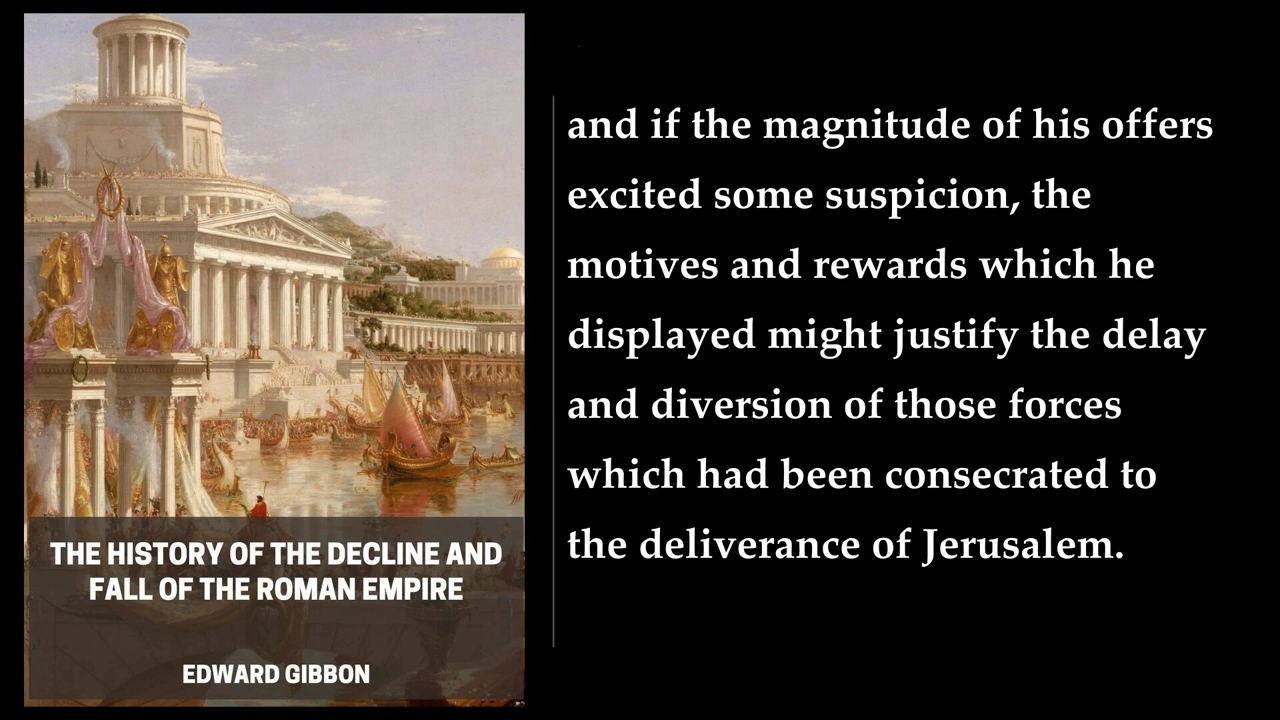 THE HISTORY OF THE DECLINE AND
FALL OF THE ROMAN EMPIRE
EDWARD GIBBON
and if the magnitude of his offers
excited some suspicion, the
motives and rewards which he
displayed might justify the delay
and diversion of those forces
which had been consecrated to
the deliverance of Jerusalem.